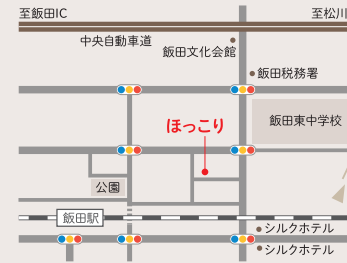 至飯田IC
至松川
中央自動車道
飯田文化会館
飯田税務署
飯田東中学校
ほっこり
公園
飯田駅
シルクホテル
シルクホテル